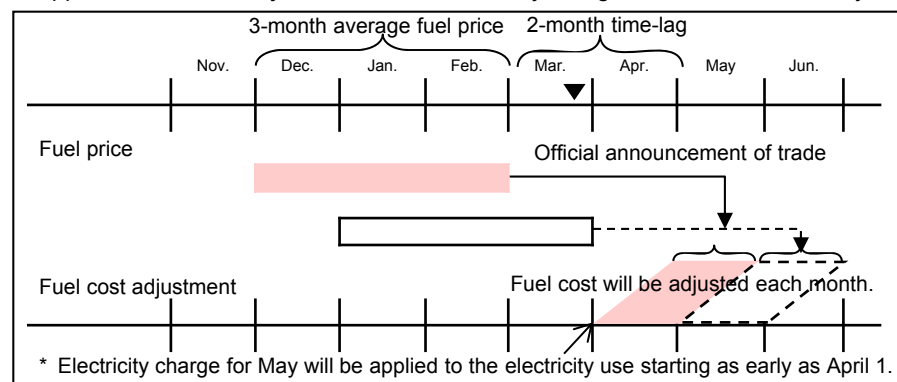 3-month average fuel price 2-month time-lag
Nov. Dec. Jan. Feb. Mar. Apr. May Jun.
Fuel price
Official announcement of trade
Fuel cost adjustment
Fuel cost will be adjusted each month.
* Electricity charge for May will be applied to the electricity use starting as early as April 1.